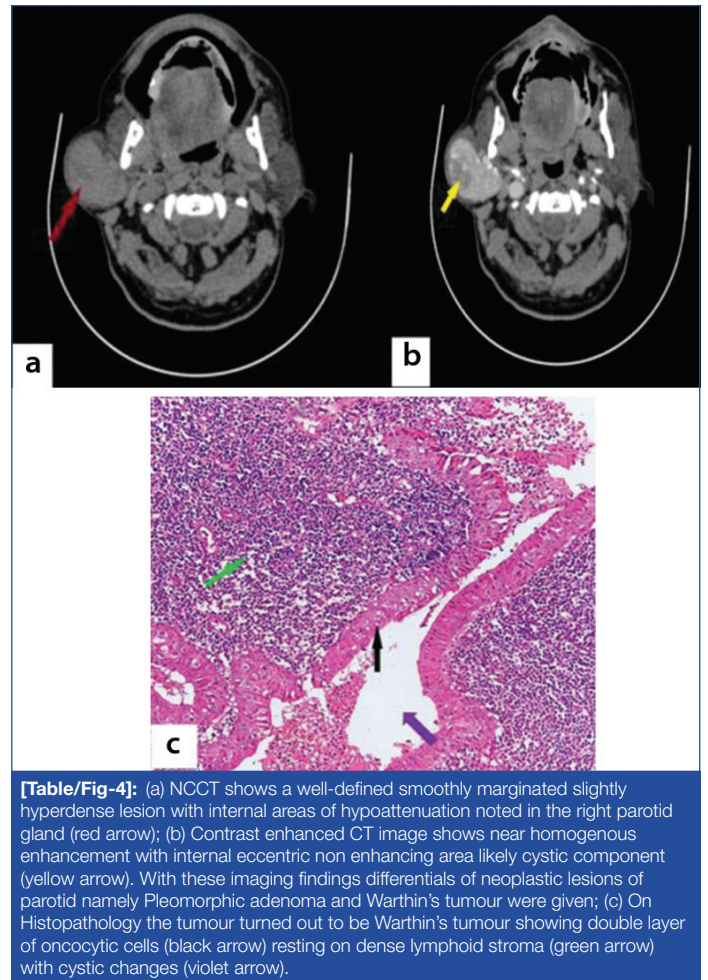 a
b
c
[Table/Fig-4]: (a) NCCT shows a well-defined smoothly marginated slightly
hyperdense lesion with internal areas of hypoattenuation noted in the right parotid
gland (red arrow); (b) Contrast enhanced CT image shows near homogenous
enhancement with internal eccentric non enhancing area likely cystic component
(yellow arrow). With these imaging findings differentials of neoplastic lesions of
parotid namely Pleomorphic adenoma and Warthin's tumour were given; (c) On
Histopathology the tumour turned out to be Warthin's tumour showing double layer
of oncocytic cells (black arrow) resting on dense lymphoid stroma (green arrow)
with cystic changes (violet arrow).